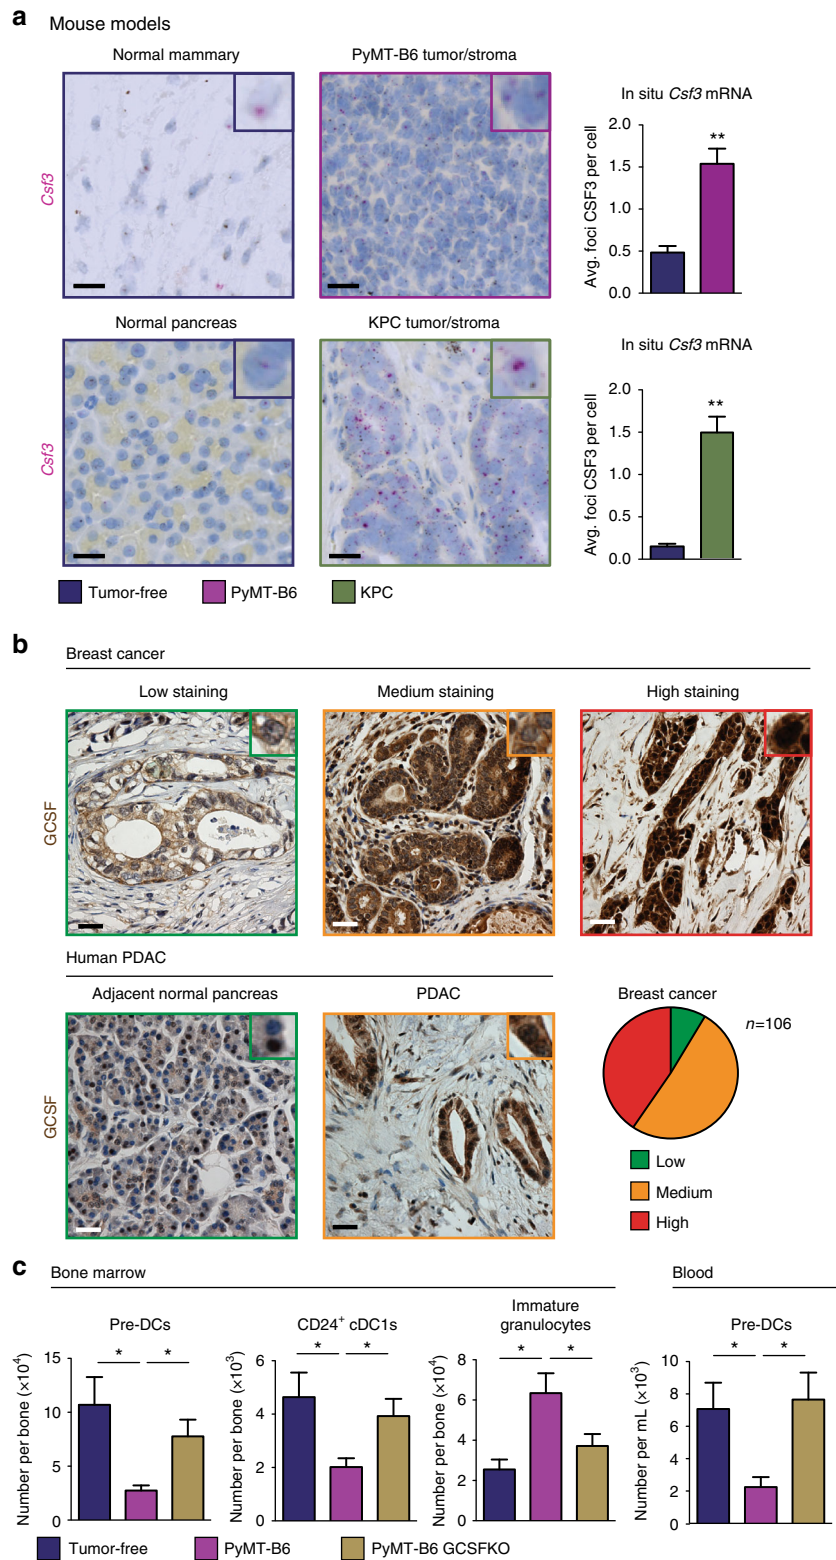 a
Mouse models
Normal mammary
PyMT-B6 tumor/stroma
Csf3
In situ Csf3 mRNA
Avg. foci CSF3 per cell
2.0
1.5
1.0
0.5
0.0
**
Normal pancreas
KPC tumor/stroma
Csf3
In situ Csf3 mRNA
Avg. foci CSF3 per cell
2.0
1.5
1.0
0.5
0.0
**
Tumor-free
PyMT-B6
KPC
b
Breast cancer
Low staining
Medium staining
High staining
GCSF
Human PDAC
Adjacent normal pancreas
PDAC
GCSF
Breast cancer
n=106
Low
Medium
High
c
Bone marrow
Blood
Pre-DCs
Number per bone (×10⁴)
15
10
5
0
* *
CD24⁺ cDC1s
Number per bone (×10³)
6
4
2
0
* *
Immature
granulocytes
Number per bone (×10⁴)
8
6
4
2
0
* *
Pre-DCs
Number per mL (×10³)
10
8
6
4
2
0
* *
Tumor-free
PyMT-B6
PyMT-B6 GCSFKO